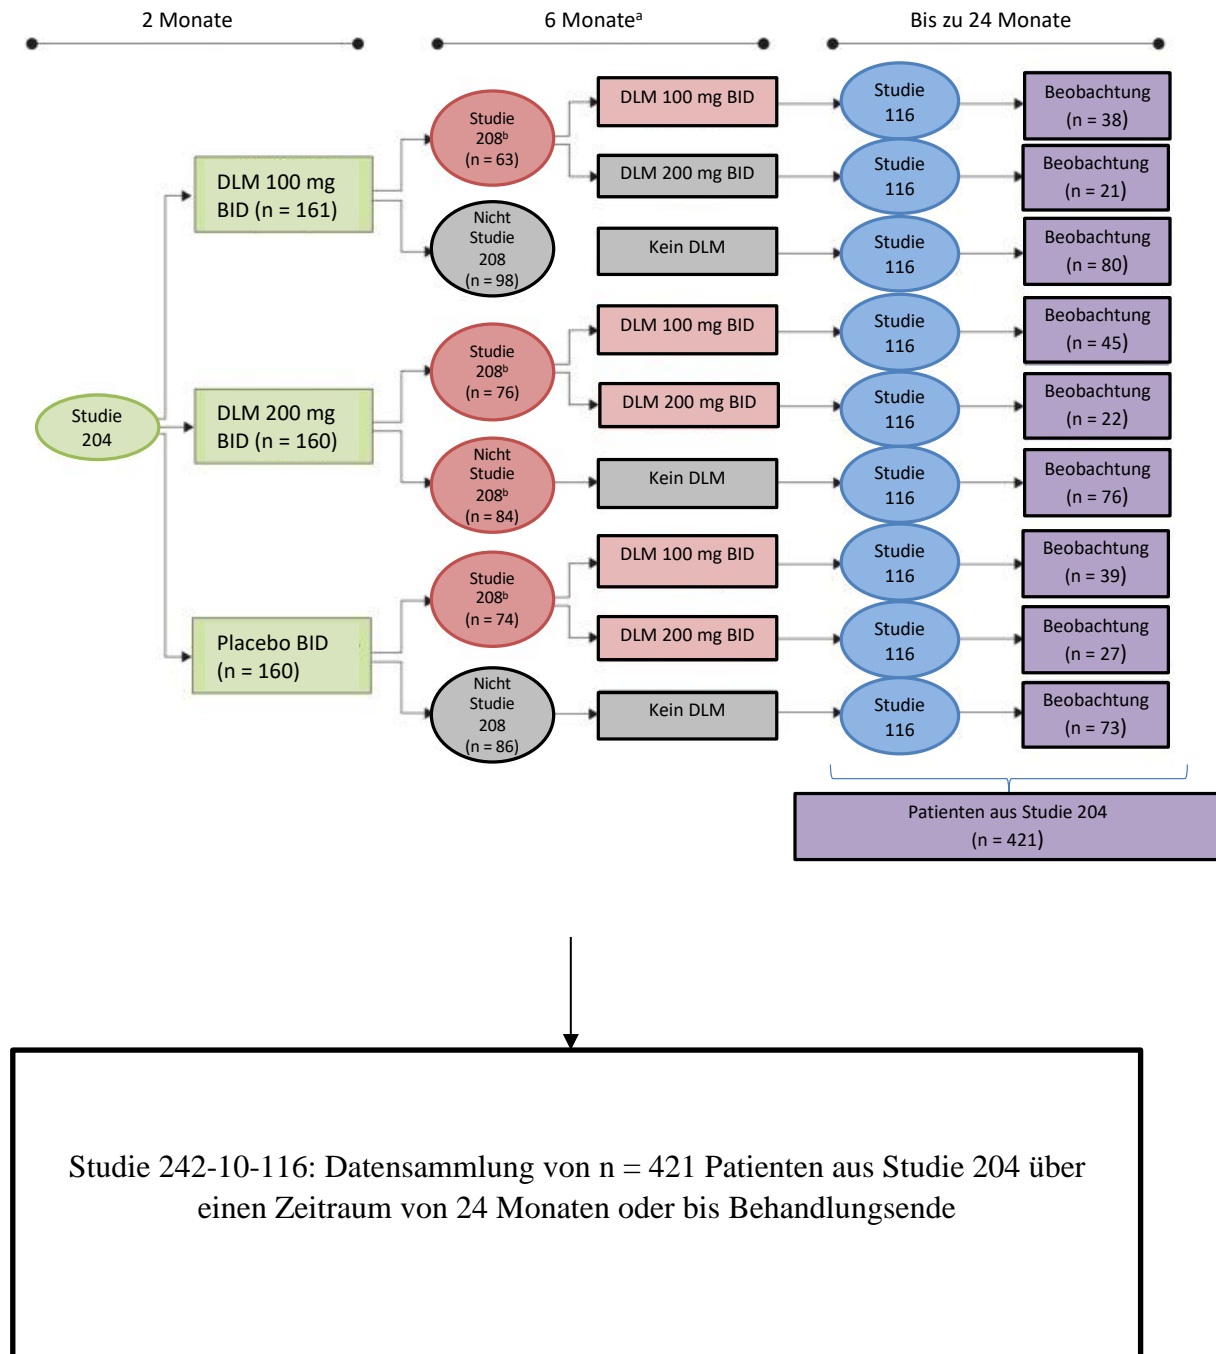 2 Monate
6 Monateᵃ
Bis zu 24 Monate
Studie
204
DLM 100 mg
BID (n = 161)
DLM 200 mg
BID (n = 160)
Placebo BID
(n = 160)
Studie
208ᵇ
(n = 63)
Nicht
Studie
208
(n = 98)
Studie
208ᵇ
(n = 76)
Nicht
Studie
208ᵇ
(n = 84)
Studie
208ᵇ
(n = 74)
Nicht
Studie
208
(n = 86)
DLM 100 mg BID
DLM 200 mg BID
Kein DLM
DLM 100 mg BID
DLM 200 mg BID
Kein DLM
DLM 100 mg BID
DLM 200 mg BID
Kein DLM
Studie
116
Studie
116
Studie
116
Studie
116
Studie
116
Studie
116
Studie
116
Studie
116
Studie
116
Beobachtung
(n = 38)
Beobachtung
(n = 21)
Beobachtung
(n = 80)
Beobachtung
(n = 45)
Beobachtung
(n = 22)
Beobachtung
(n = 76)
Beobachtung
(n = 39)
Beobachtung
(n = 27)
Beobachtung
(n = 73)
Patienten aus Studie 204
(n = 421)
Studie 242-10-116: Datensammlung von n = 421 Patienten aus Studie 204 über
einen Zeitraum von 24 Monaten oder bis Behandlungsende